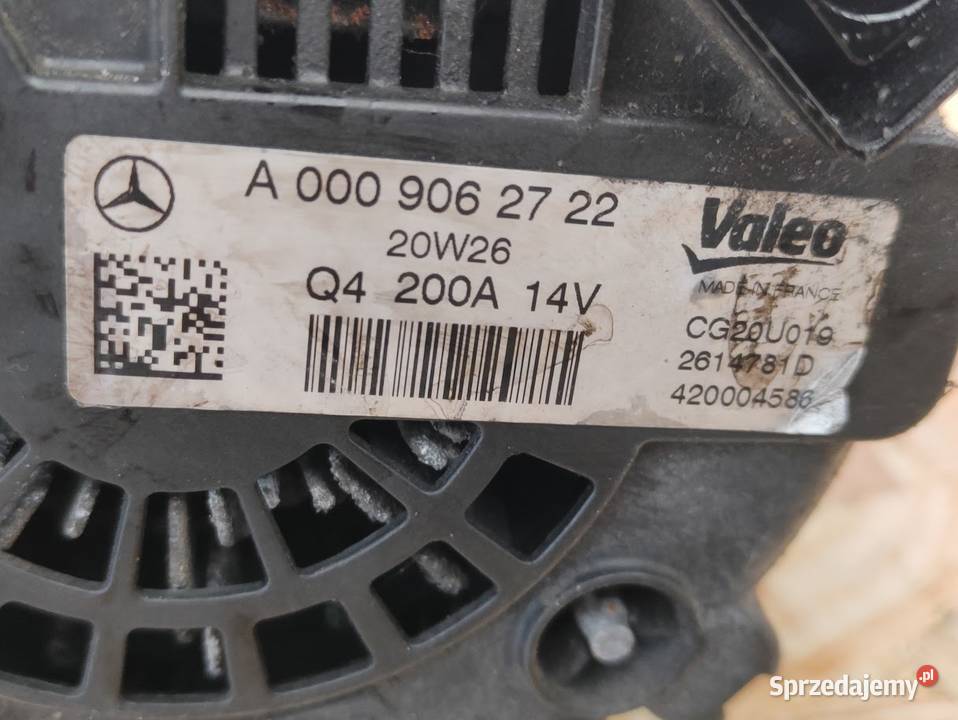 A 000 906 27 22
20W26
Q4 200A 14V
Valeo
MADE IN FRANCE
CG20U019
2614781D
420004586
Sprzedajemy.pl